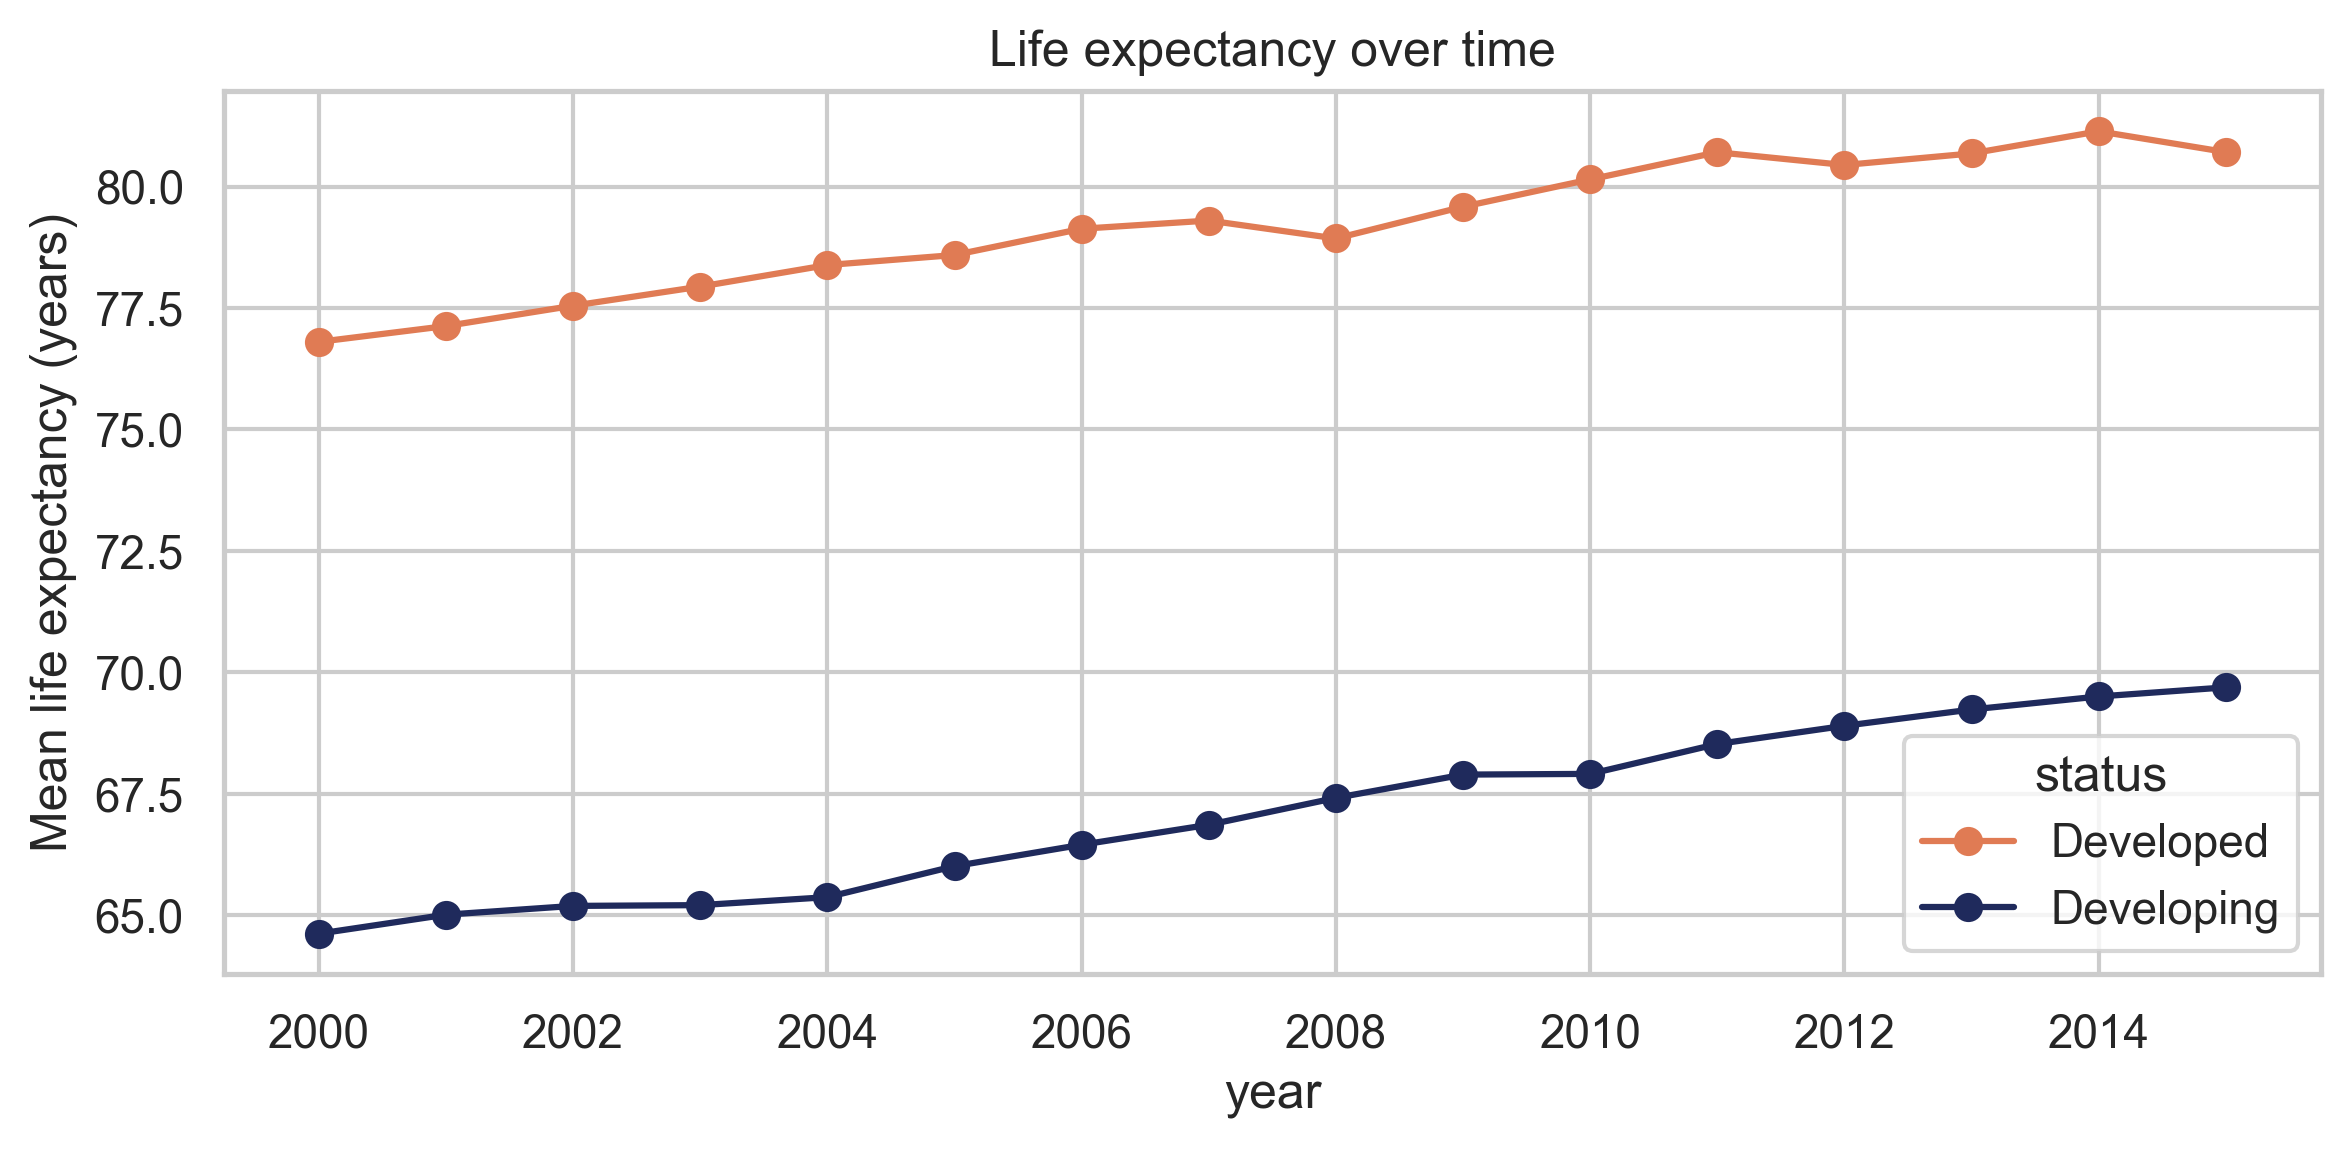 Life expectancy over time
Mean life expectancy (years)
80.0
77.5
75.0
72.5
70.0
67.5
65.0
status
Developed
Developing
2000 2002 2004 2006 2008 2010 2012 2014
year